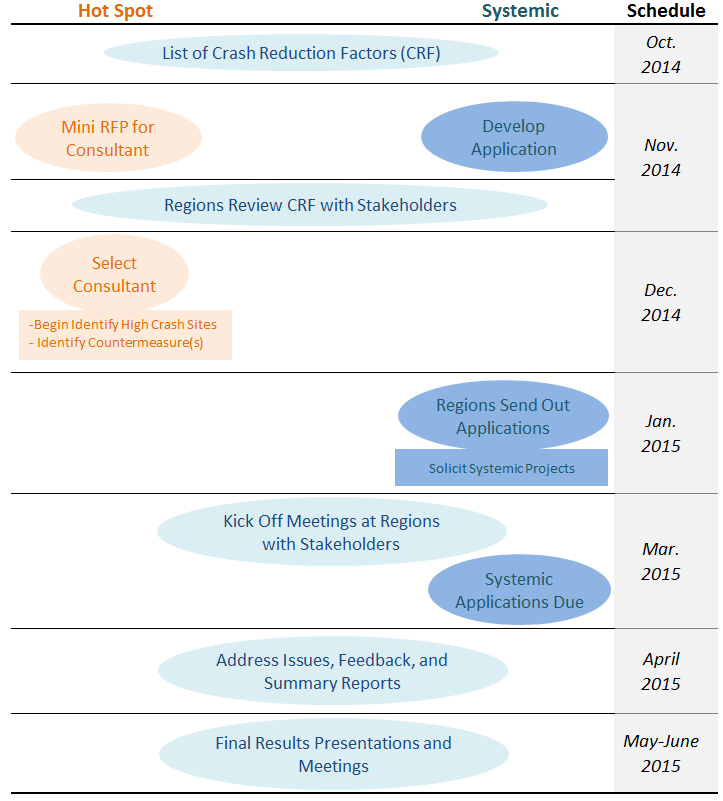 Hot Spot
Systemic
Schedule
List of Crash Reduction Factors (CRF)
Oct.
2014
Mini RFP for
Consultant
Develop
Application
Nov.
2014
Regions Review CRF with Stakeholders
Select
Consultant
-Begin Identify High Crash Sites
- Identify Countermeasure(s)
Dec.
2014
Regions Send Out
Applications
Solicit Systemic Projects
Jan.
2015
Kick Off Meetings at Regions
with Stakeholders
Systemic
Applications Due
Mar.
2015
Address Issues, Feedback, and
Summary Reports
April
2015
Final Results Presentations and
Meetings
May-June
2015